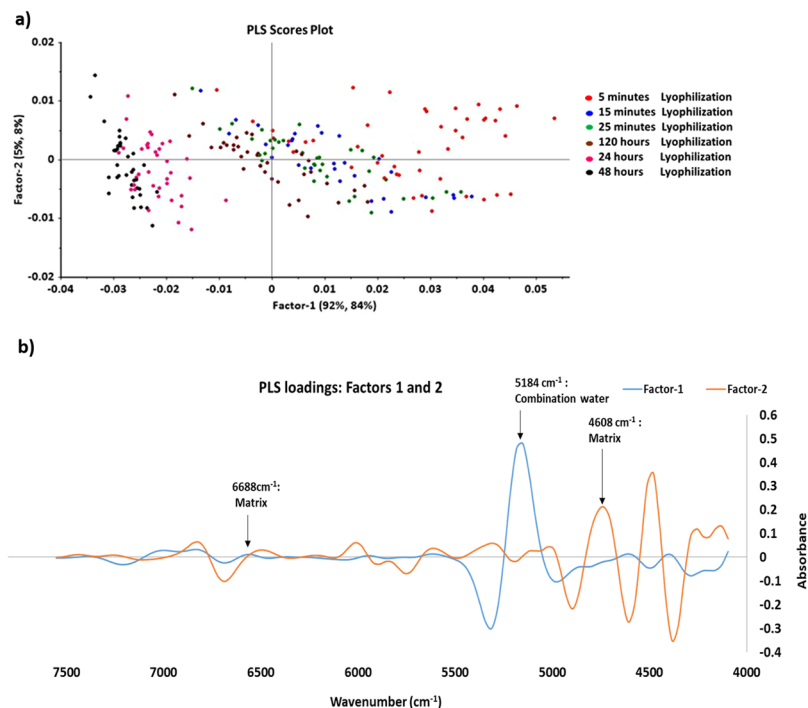 a)
PLS Scores Plot
0.02
0.01
0
-0.01
-0.02
Factor-2 (5%, 8%)
-0.04
-0.03
-0.02
-0.01
0
0.01
0.02
0.03
0.04
0.05
Factor-1 (92%, 84%)
5 minutes Lyophilization
15 minutes Lyophilization
25 minutes Lyophilization
120 hours Lyophilization
24 hours Lyophilization
48 hours Lyophilization
b)
PLS loadings: Factors 1 and 2
5184 cm⁻¹ :
Combination water
Factor-1
Factor-2
4608 cm⁻¹ :
Matrix
6688cm⁻¹:
Matrix
0.6
0.5
0.4
0.3
0.2
0.1
0
-0.1
-0.2
-0.3
-0.4
Absorbance
7500
7000
6500
6000
5500
5000
4500
4000
Wavenumber (cm⁻¹)